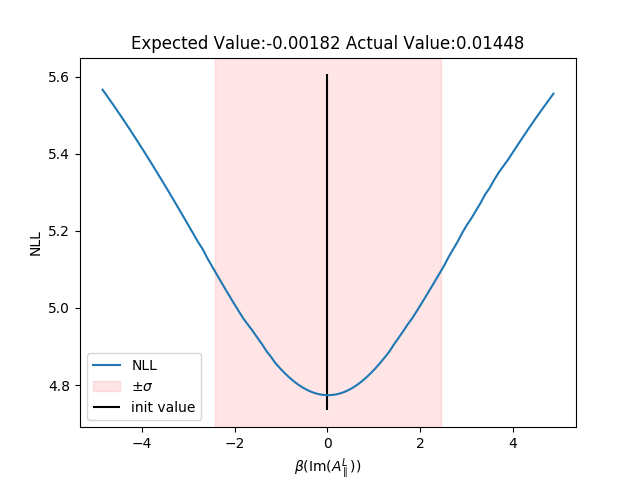 Expected Value:-0.00182 Actual Value:0.01448
5.6
5.4
5.2
5.0
4.8
NLL
NLL
±σ
init value
−4
−2
0
2
4
β(Im(A_∥^L))